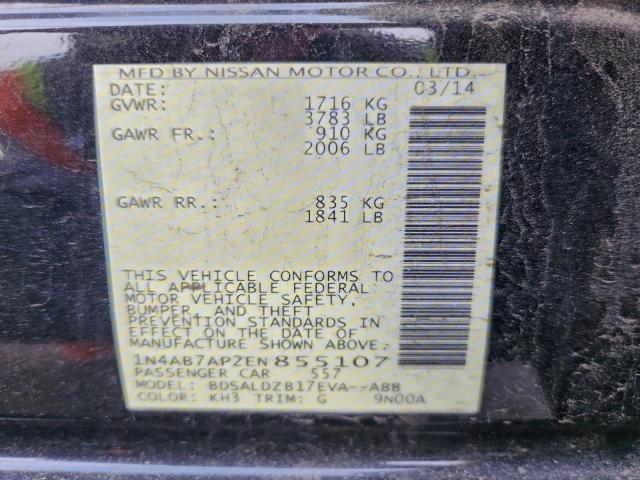 MFD BY NISSAN MOTOR CO., LTD.
DATE: 03/14
GVWR: 1716 KG
3783 LB
GAWR FR.: 910 KG
2006 LB
GAWR RR.: 835 KG
1841 LB
THIS VEHICLE CONFORMS TO
ALL APPLICABLE FEDERAL
MOTOR VEHICLE SAFETY,
BUMPER, AND THEFT
PREVENTION STANDARDS IN
EFFECT ON THE DATE OF
MANUFACTURE SHOWN ABOVE.
1N4AB7AP2EN 855107
PASSENGER CAR 557
MODEL: BDSALDZB17EVA--ABB
COLOR: KH3 TRIM: G 9N00A